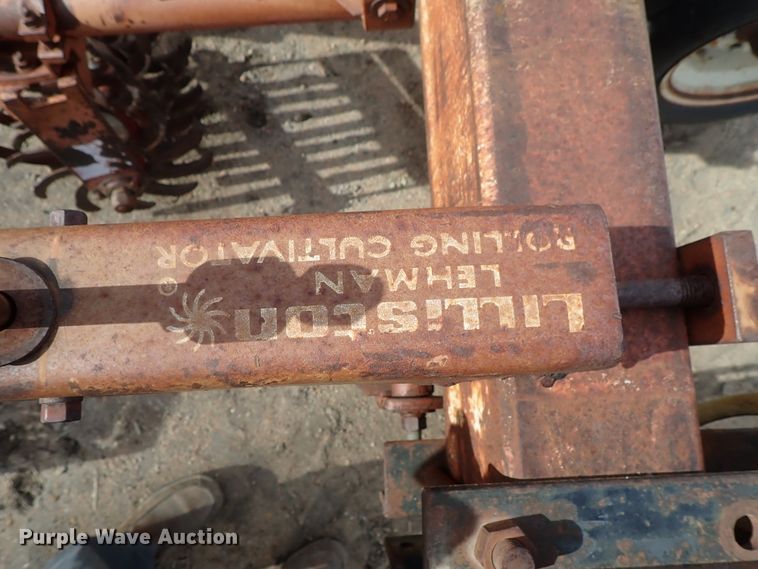 LILLISTON
LEHMAN
ROLLING CULTIVATOR
®
Purple Wave Auction®